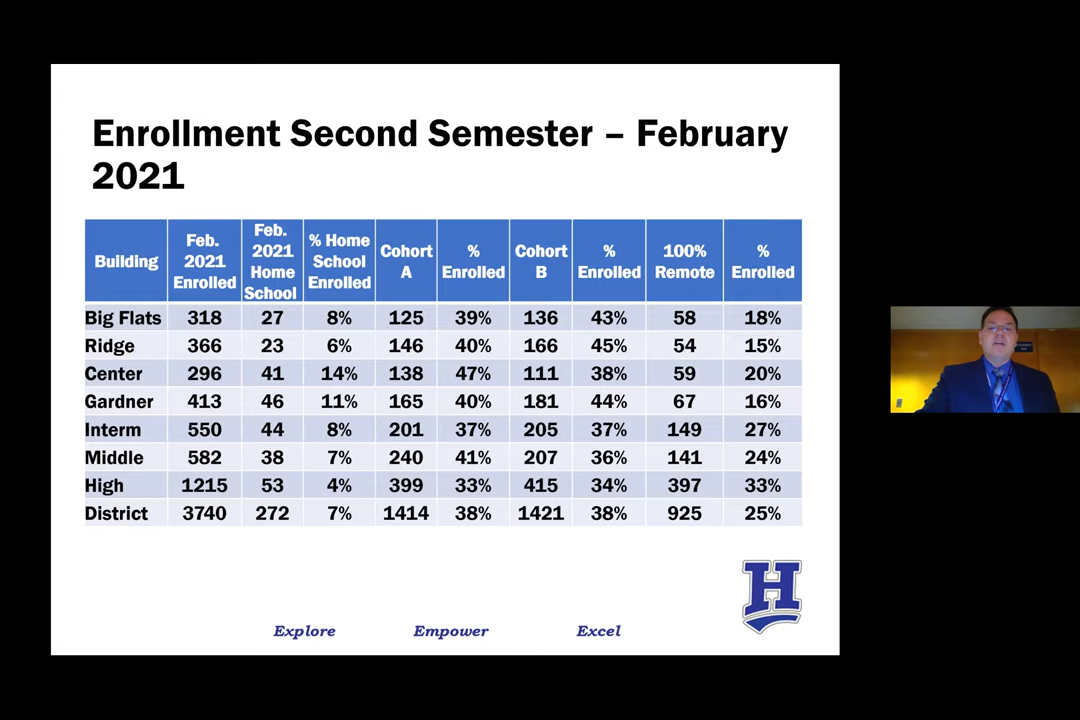 Enrollment Second Semester – February
2021
Building
Feb.
2021
Enrolled
Feb.
2021
Home
School
% Home
School
Enrolled
Cohort
A
%
Enrolled
Cohort
B
%
Enrolled
100%
Remote
%
Enrolled
Big Flats 318 27 8% 125 39% 136 43% 58 18%
Ridge 366 23 6% 146 40% 166 45% 54 15%
Center 296 41 14% 138 47% 111 38% 59 20%
Gardner 413 46 11% 165 40% 181 44% 67 16%
Interm 550 44 8% 201 37% 205 37% 149 27%
Middle 582 38 7% 240 41% 207 36% 141 24%
High 1215 53 4% 399 33% 415 34% 397 33%
District 3740 272 7% 1414 38% 1421 38% 925 25%
H
Explore Empower Excel